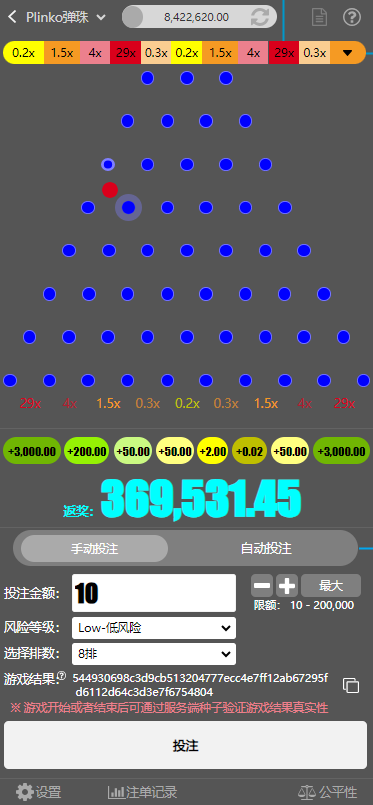 Plinko弹珠 8,422,620.00
0.2x 1.5x 4x 29x 0.3x 0.2x 1.5x 4x 29x 0.3x
29x 4x 1.5x 0.3x 0.2x 0.3x 1.5x 4x 29x
+3,000.00 +200.00 +50.00 +50.00 +2.00 +0.02 +50.00 +3,000.00
返奖: 369,531.45
手动投注 自动投注
投注金额: 10 最大
限额: 10 - 200,000
风险等级: Low-低风险
选择排数: 8排
游戏结果: 544930698c3d9cb513204777ecc4e7ff12ab67295f
d6112d64c3d3e7f6754804
※ 游戏开始或者结束后可通过服务端种子验证游戏结果真实性
投注
设置 注单记录 公平性